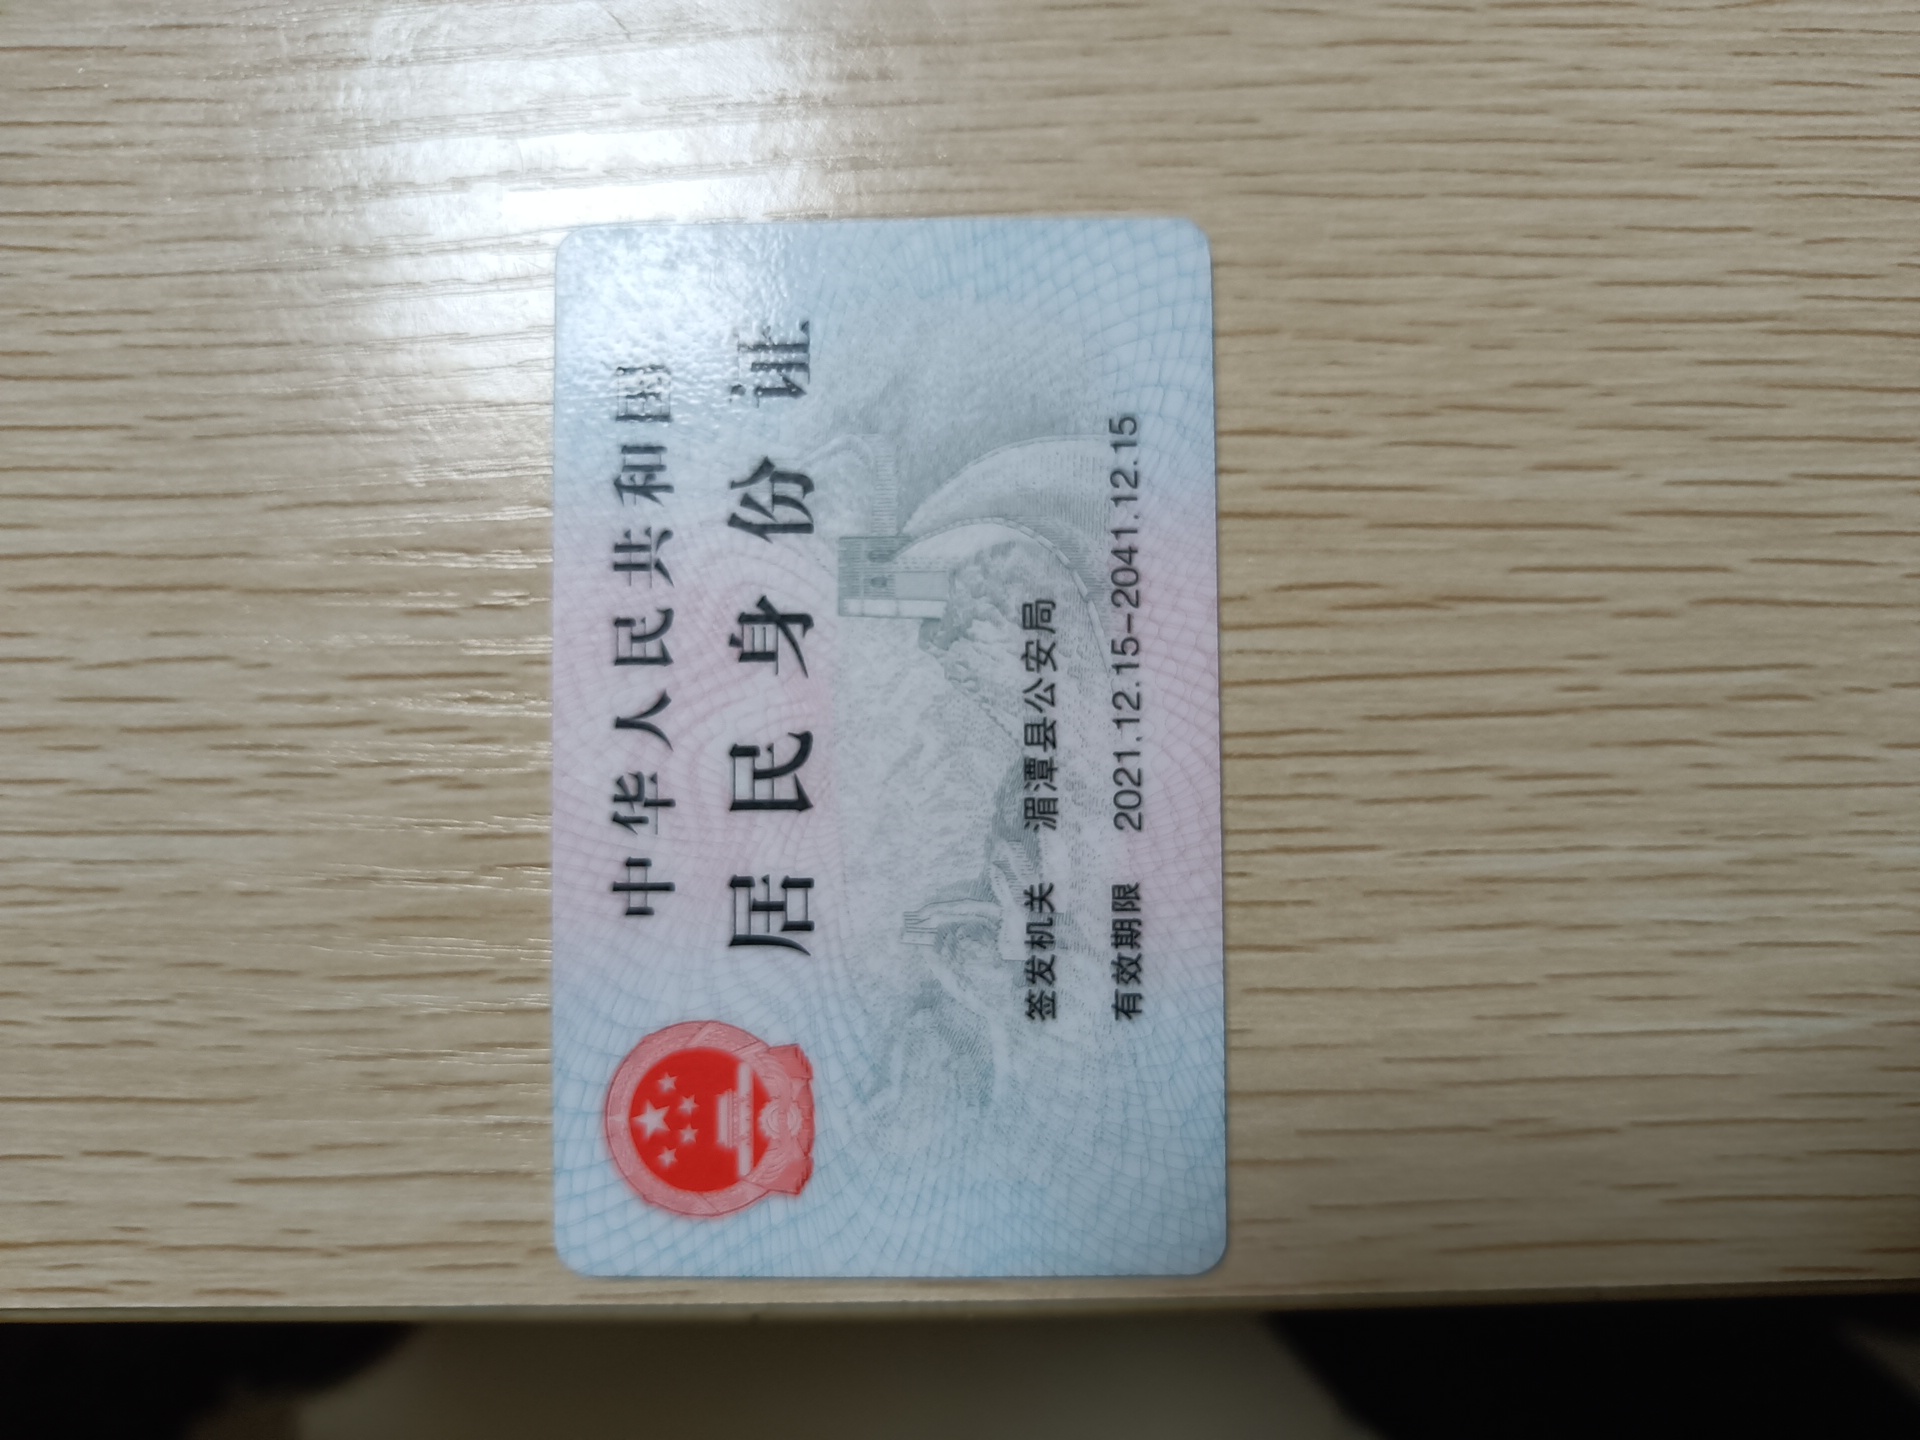 中华人民共和国
居民身份证
签发机关 湄潭县公安局
有效期限 2021.12.15-2041.12.15